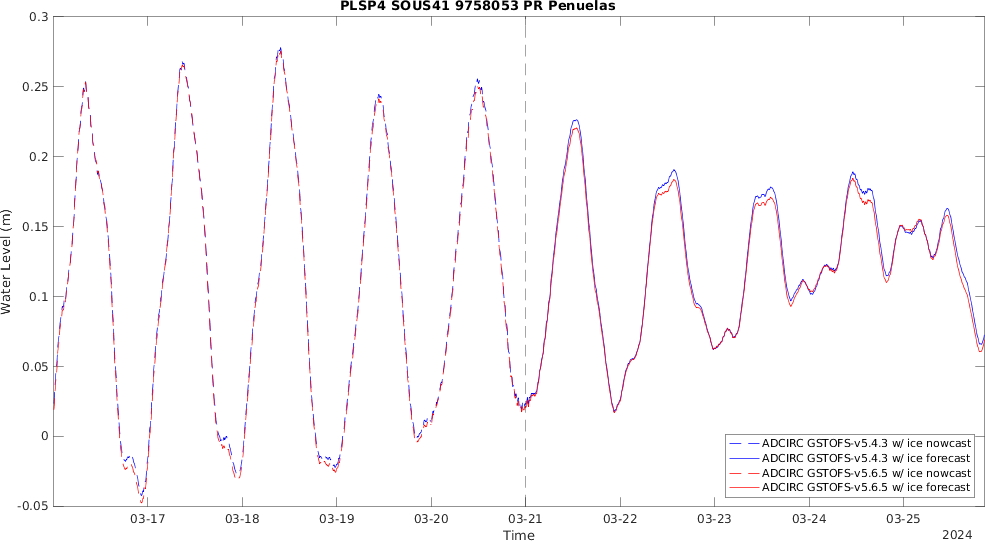 PLSP4 SOUS41 9758053 PR Penuelas
0.3
0.25
0.2
0.15
0.1
0.05
0
-0.05
Water Level (m)
ADCIRC GSTOFS-v5.4.3 w/ ice nowcast
ADCIRC GSTOFS-v5.4.3 w/ ice forecast
ADCIRC GSTOFS-v5.6.5 w/ ice nowcast
ADCIRC GSTOFS-v5.6.5 w/ ice forecast
03-17 03-18 03-19 03-20 03-21 03-22 03-23 03-24 03-25
Time
2024